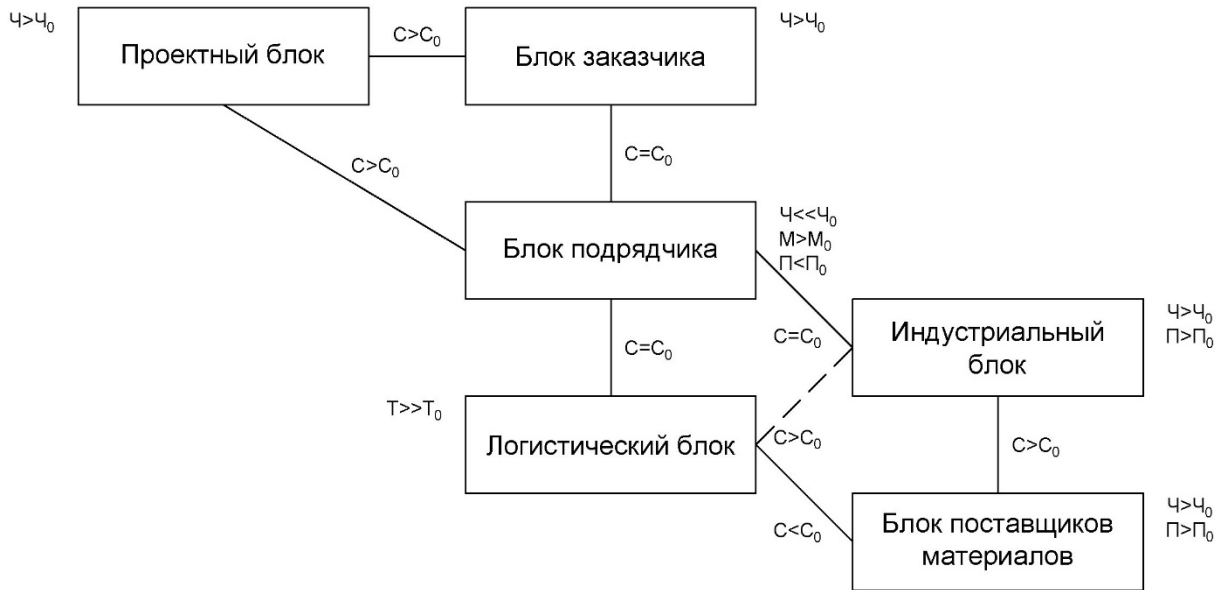 Ч>Ч₀
Проектный блок
С>С₀
Блок заказчика
Ч>Ч₀
С>С₀
С=С₀
Блок подрядчика
Ч<<Ч₀
М>М₀
П<П₀
С=С₀
С=С₀
Индустриальный
блок
Ч>Ч₀
П>П₀
Т>>Т₀
Логистический блок
С>С₀
С>С₀
С<С₀
Блок поставщиков
материалов
Ч>Ч₀
П>П₀